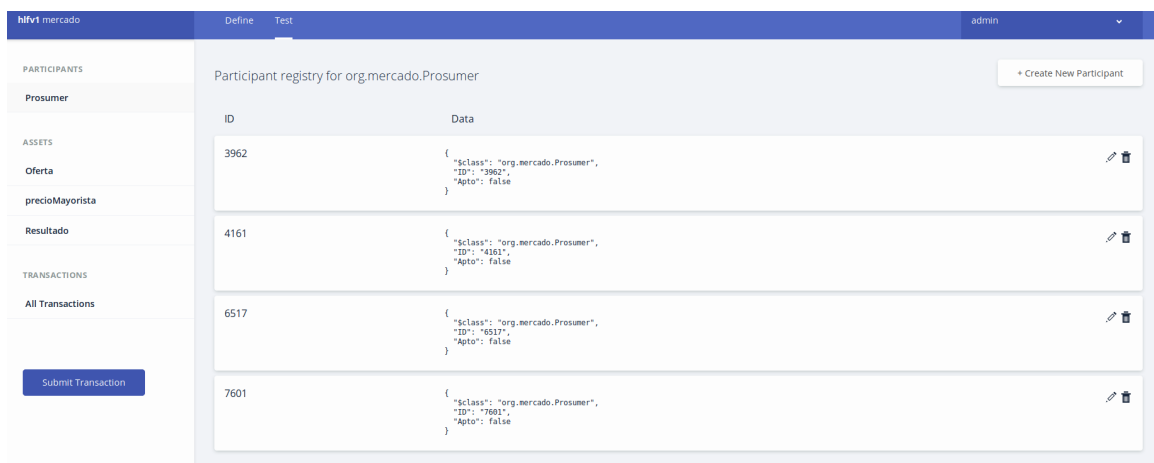 hlfv1 mercado
Define
Test
admin
PARTICIPANTS
Prosumer
ASSETS
Oferta
precioMayorista
Resultado
TRANSACTIONS
All Transactions
Submit Transaction
Participant registry for org.mercado.Prosumer
+ Create New Participant
ID Data
3962
{
"$class": "org.mercado.Prosumer",
"ID": "3962",
"Apto": false
}
4161
{
"$class": "org.mercado.Prosumer",
"ID": "4161",
"Apto": false
}
6517
{
"$class": "org.mercado.Prosumer",
"ID": "6517",
"Apto": false
}
7601
{
"$class": "org.mercado.Prosumer",
"ID": "7601",
"Apto": false
}